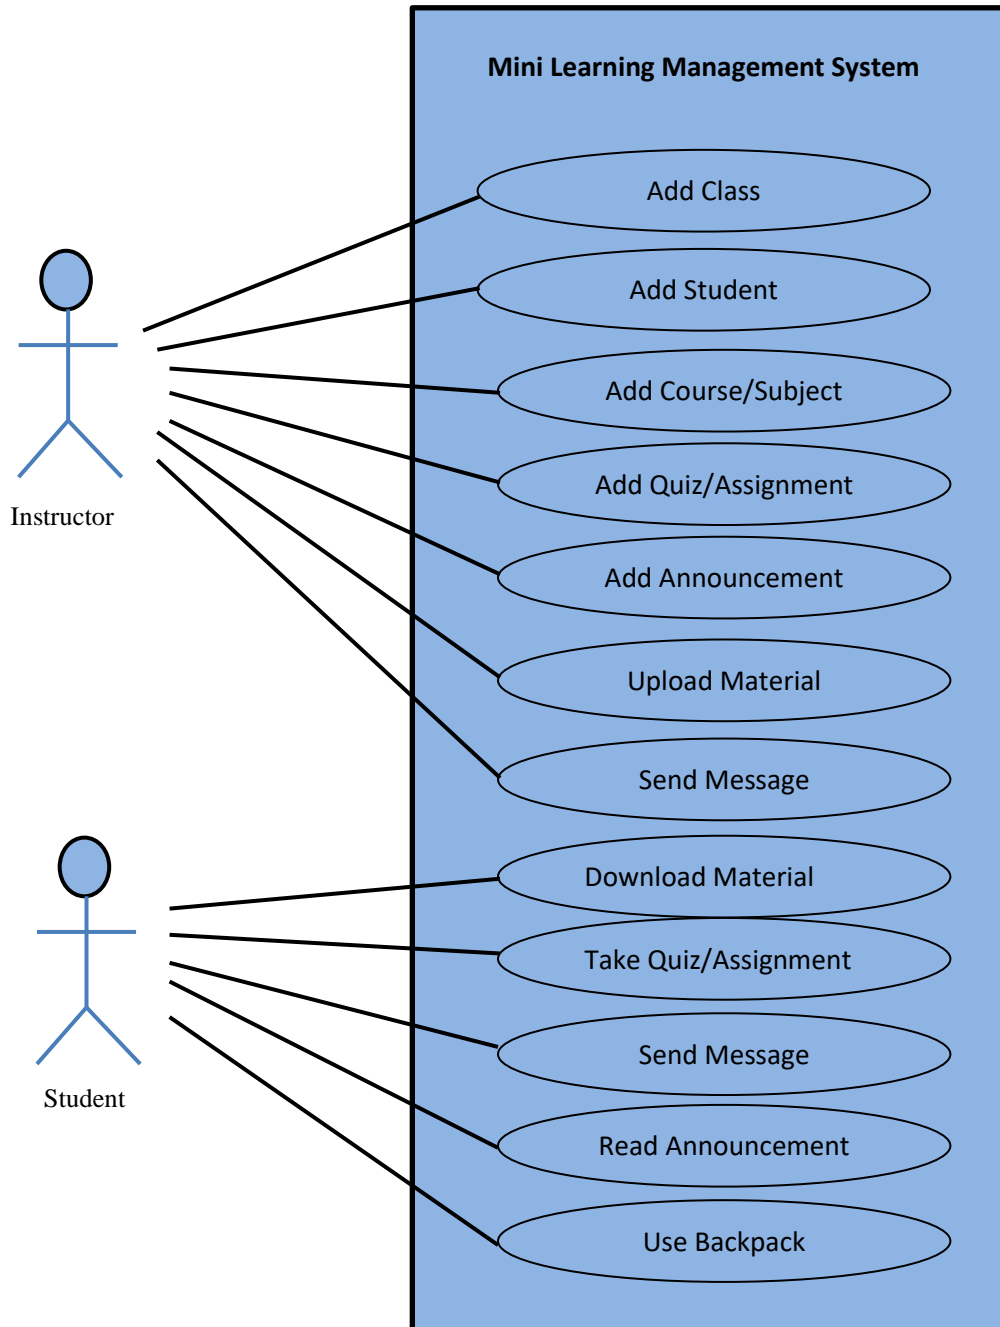 Mini Learning Management System
Add Class
Add Student
Add Course/Subject
Add Quiz/Assignment
Instructor
Add Announcement
Upload Material
Send Message
Download Material
Take Quiz/Assignment
Send Message
Student
Read Announcement
Use Backpack